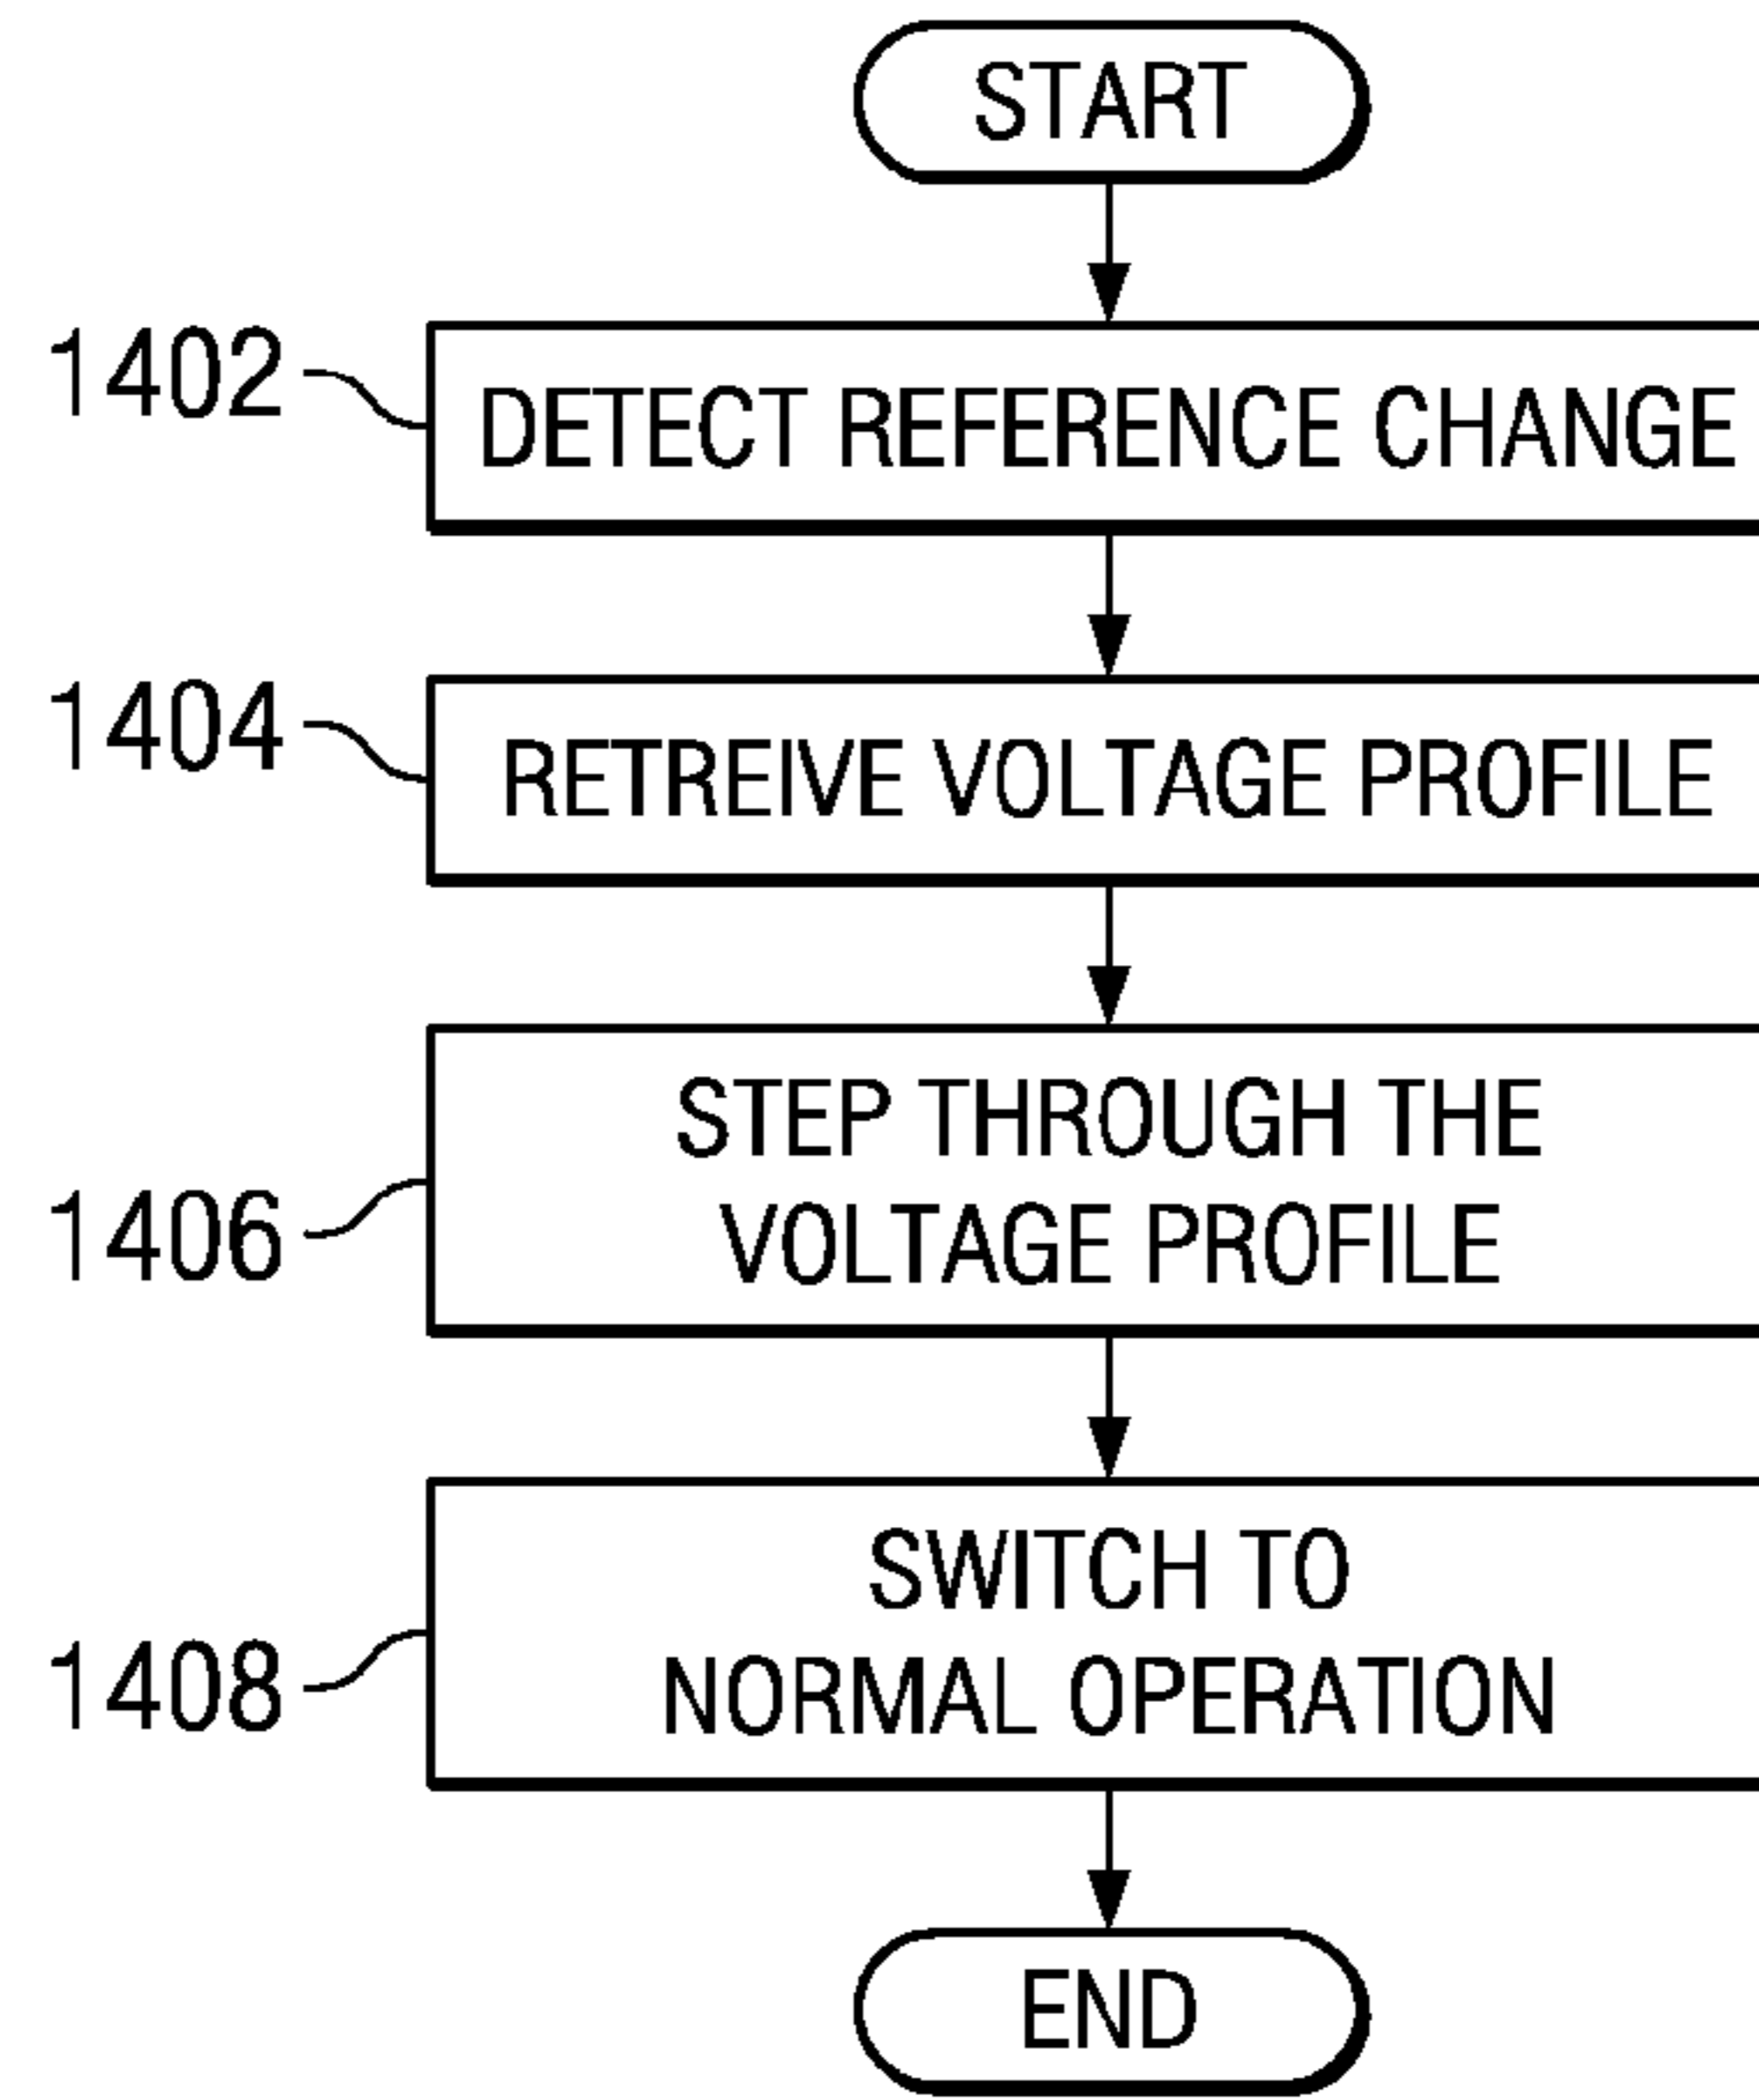 START
1402
DETECT REFERENCE CHANGE
1404
RETREIVE VOLTAGE PROFILE
STEP THROUGH THE
VOLTAGE PROFILE
1406
SWITCH TO
NORMAL OPERATION
1408
END